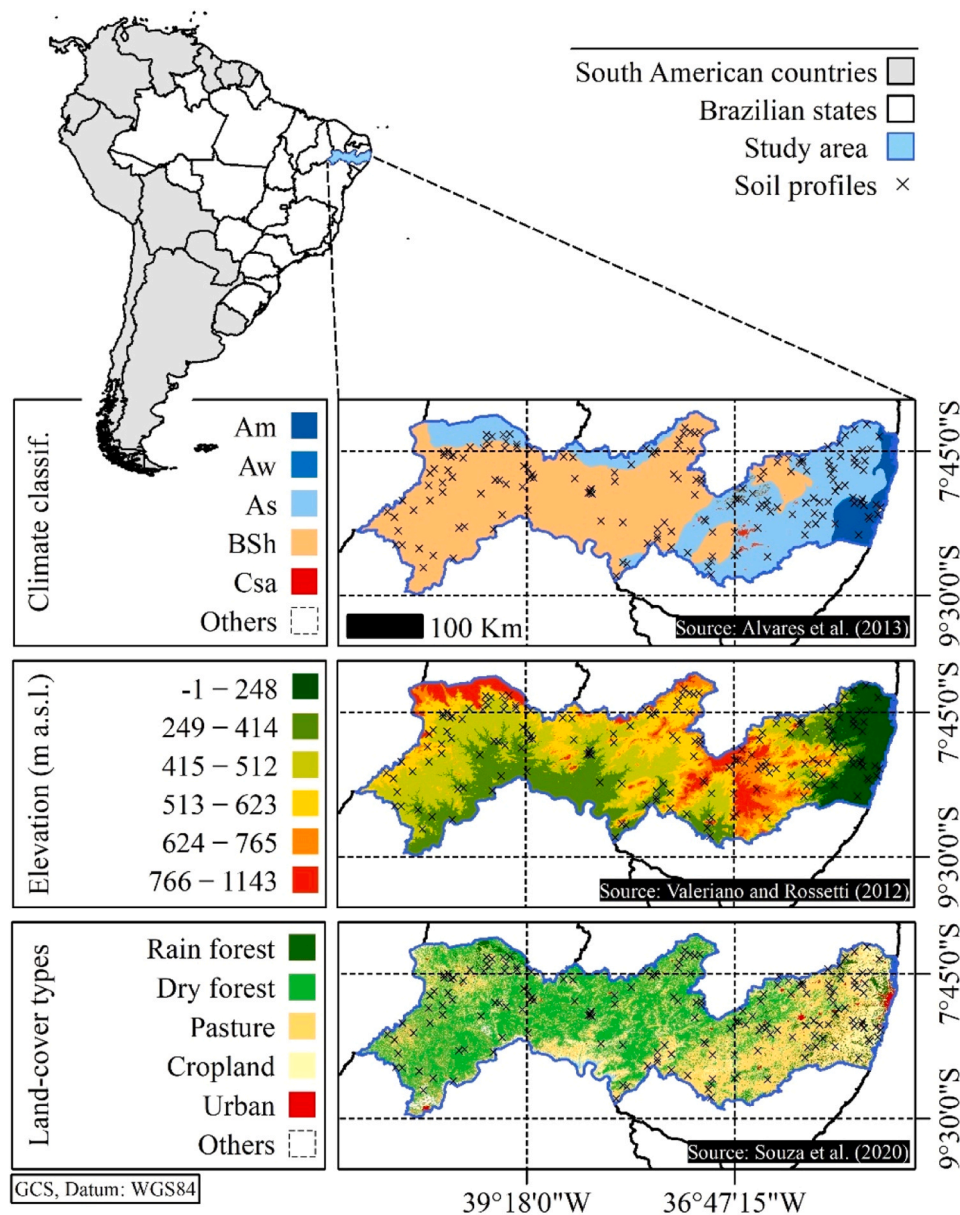 South American countries
Brazilian states
Study area
Soil profiles ×
Climate classif.
Am
Aw
As
BSh
Csa
Others
100 Km
Source: Alvares et al. (2013)
7°45'0"S
9°30'0"S
Elevation (m a.s.l.)
-1 – 248
249 – 414
415 – 512
513 – 623
624 – 765
766 – 1143
Source: Valeriano and Rossetti (2012)
7°45'0"S
9°30'0"S
Land-cover types
Rain forest
Dry forest
Pasture
Cropland
Urban
Others
Source: Souza et al. (2020)
7°45'0"S
9°30'0"S
GCS, Datum: WGS84
39°18'0"W
36°47'15"W